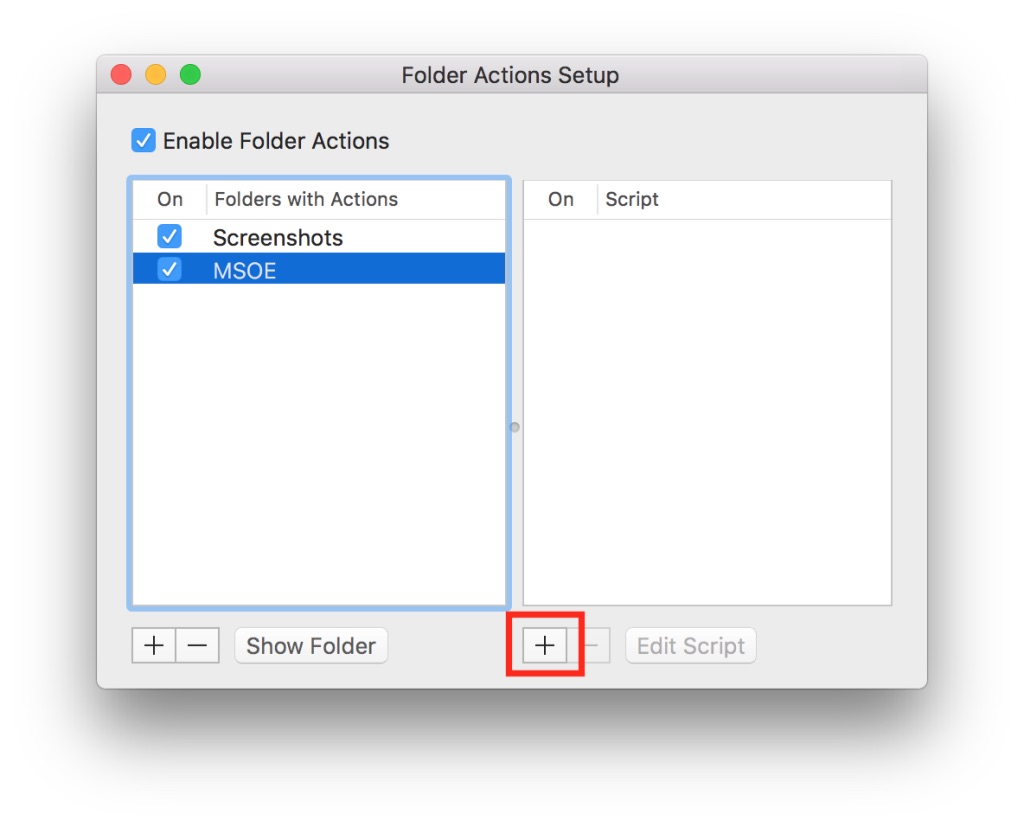 Folder Actions Setup
Enable Folder Actions
On Folders with Actions
On Script
Screenshots
MSOE
Show Folder
Edit Script